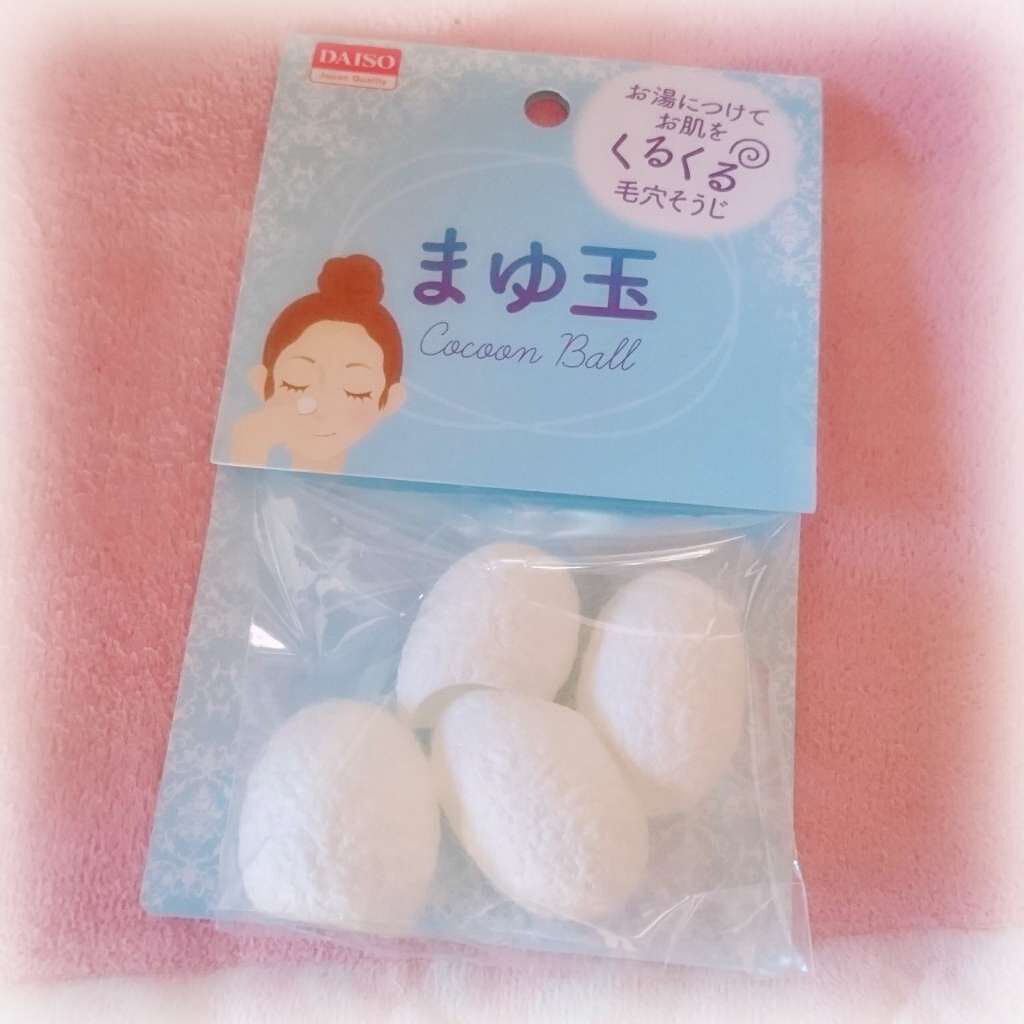 DAISO
Japan Quality
お湯につけて
お肌を
くるくる
毛穴そうじ
まゆ玉
Cocoon Ball